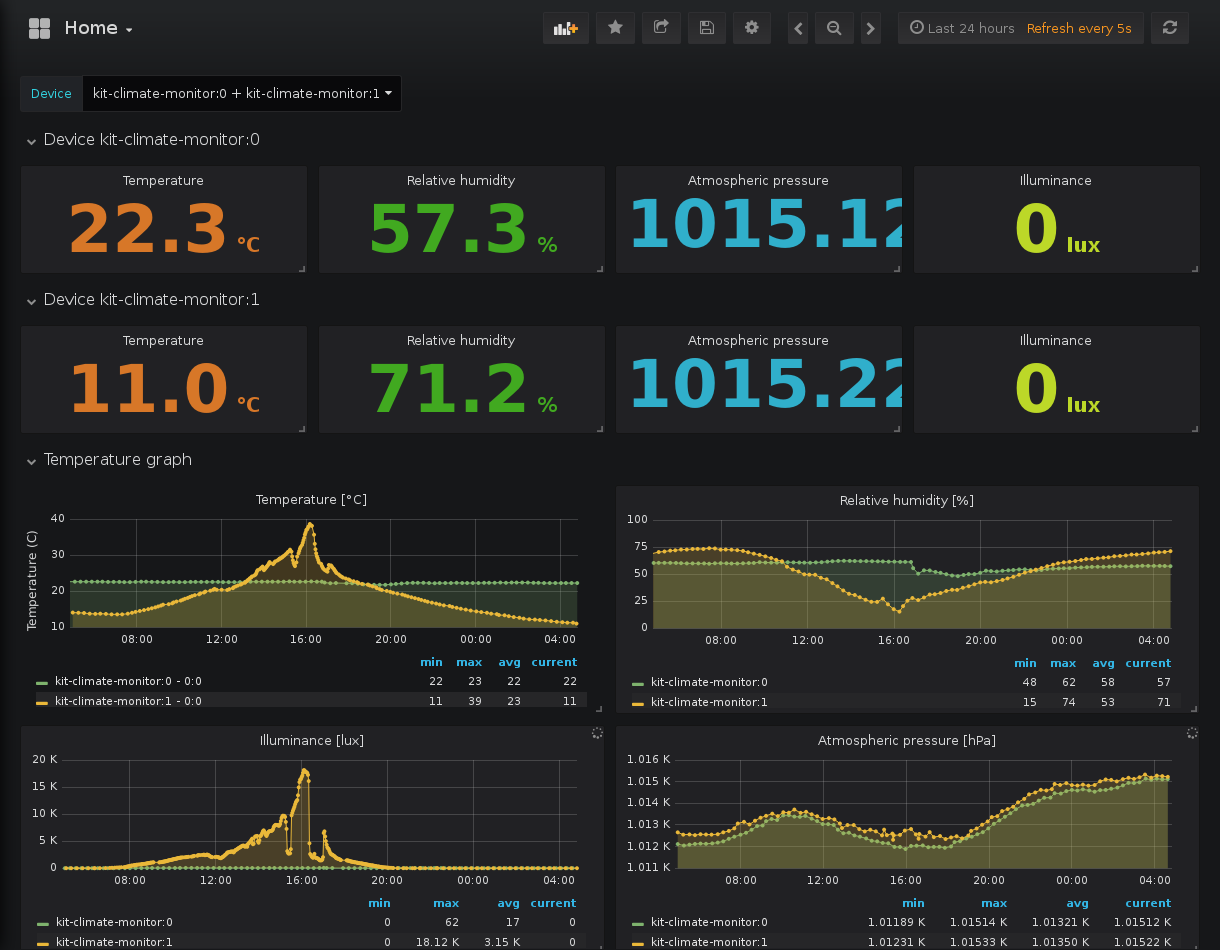 Home
Last 24 hours Refresh every 5s
Device kit-climate-monitor:0 + kit-climate-monitor:1
Device kit-climate-monitor:0
Temperature Relative humidity Atmospheric pressure Illuminance
22.3 °C 57.3 % 1015.12 0 lux
Device kit-climate-monitor:1
Temperature Relative humidity Atmospheric pressure Illuminance
11.0 °C 71.2 % 1015.22 0 lux
Temperature graph
Temperature [°C]
Temperature (C)
40
30
20
10
08:00 12:00 16:00 20:00 00:00 04:00
min max avg current
kit-climate-monitor:0 - 0:0 22 23 22 22
kit-climate-monitor:1 - 0:0 11 39 23 11
Relative humidity [%]
100
75
50
25
0
08:00 12:00 16:00 20:00 00:00 04:00
min max avg current
kit-climate-monitor:0 48 62 58 57
kit-climate-monitor:1 15 74 53 71
Illuminance [lux]
20 K
15 K
10 K
5 K
0
08:00 12:00 16:00 20:00 00:00 04:00
min max avg current
kit-climate-monitor:0 0 62 17 0
kit-climate-monitor:1 0 18.12 K 3.15 K 0
Atmospheric pressure [hPa]
1.016 K
1.015 K
1.014 K
1.013 K
1.012 K
1.011 K
08:00 12:00 16:00 20:00 00:00 04:00
min max avg current
kit-climate-monitor:0 1.01189 K 1.01514 K 1.01321 K 1.01512 K
kit-climate-monitor:1 1.01231 K 1.01533 K 1.01350 K 1.01522 K